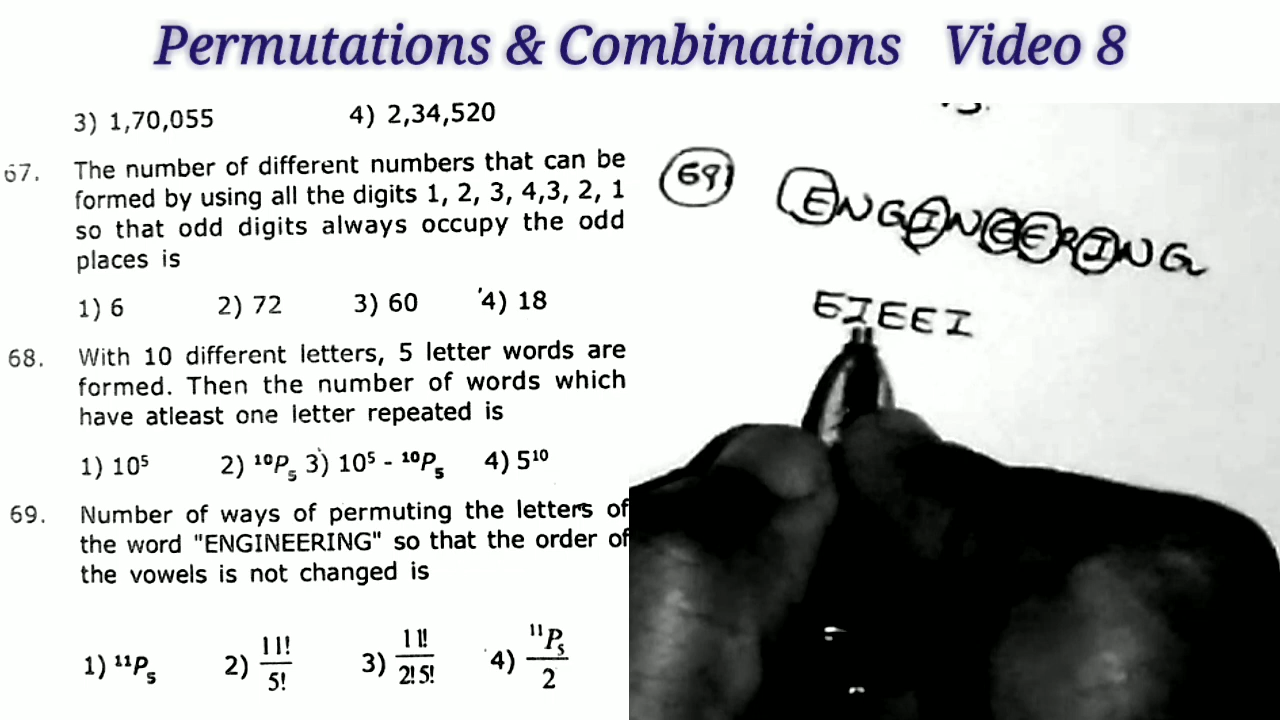 Permutations & Combinations Video 8
3) 1,70,055 4) 2,34,520
67. The number of different numbers that can be
formed by using all the digits 1, 2, 3, 4,3, 2, 1
so that odd digits always occupy the odd
places is
1) 6 2) 72 3) 60 4) 18
68. With 10 different letters, 5 letter words are
formed. Then the number of words which
have atleast one letter repeated is
1) 10⁵ 2) ¹⁰P₅ 3) 10⁵ - ¹⁰P₅ 4) 5¹⁰
69. Number of ways of permuting the letters of
the word "ENGINEERING" so that the order of
the vowels is not changed is
1) ¹¹P₅ 2) 11!/5! 3) 11!/2!5! 4) ¹¹P₅/2
69 ENGINEERING
EIEEI